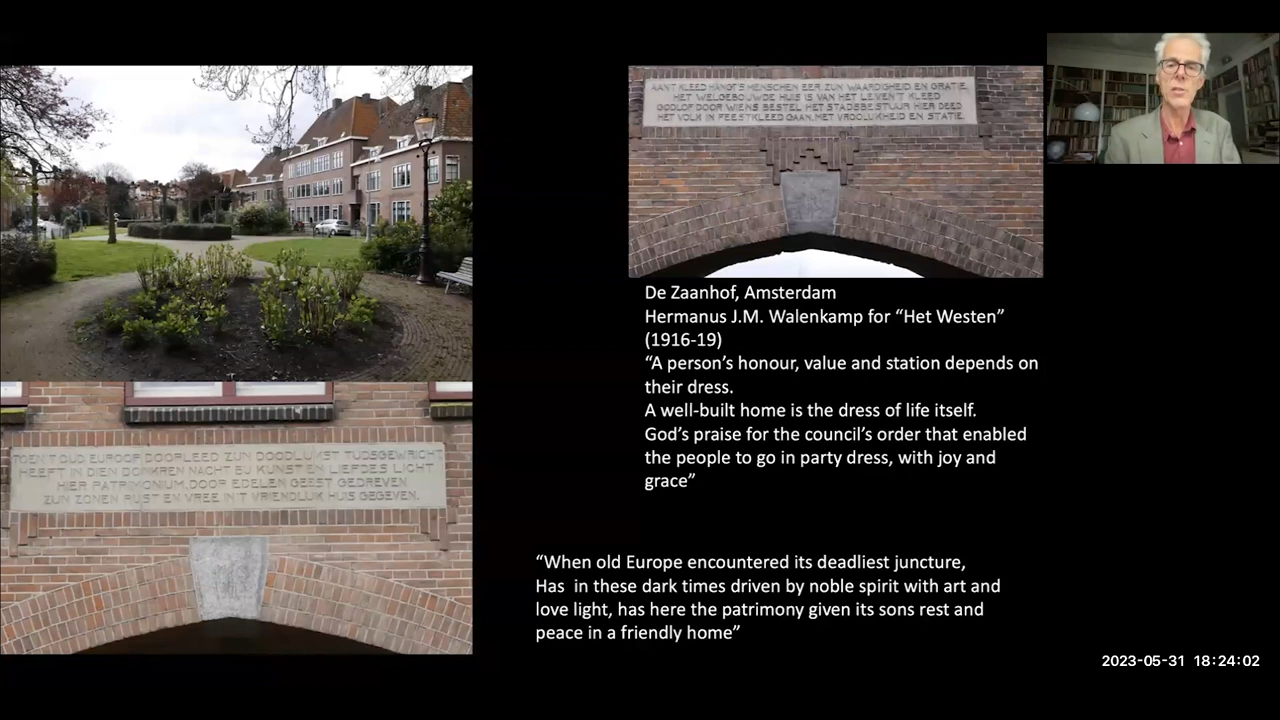 AAN'T KLEED HANGT 'S MENSCHEN EER ZIJN WAARDIGHEID EN GRATIE.
HET WELGEBOUWDE HUIS IS VAN HET LEVEN 'T KLEED
GODLOF DOOR WIENS BESTEL HET STADSBESTUUR HIER DEED
HET VOLK IN FEESTKLEED GAAN, MET VROOLIJKHEID EN STATIE.
De Zaanhof, Amsterdam
Hermanus J.M. Walenkamp for “Het Westen”
(1916-19)
“A person’s honour, value and station depends on
their dress.
A well-built home is the dress of life itself.
God’s praise for the council’s order that enabled
the people to go in party dress, with joy and
grace”
TOEN 'T OUD EUROOP DOORLEED ZIJN DOODLIJKST TIJDSGEWRICHT
HEEFT IN DIEN DONKREN NACHT BIJ KUNST EN LIEFDES LICHT
HIER PATRIMONIUM, DOOR EDELEN GEEST GEDREVEN
ZIJN ZONEN RUST EN VREE IN 'T VRIENDLIJK HUIS GEGEVEN.
“When old Europe encountered its deadliest juncture,
Has in these dark times driven by noble spirit with art and
love light, has here the patrimony given its sons rest and
peace in a friendly home”
2023-05-31 18:24:02